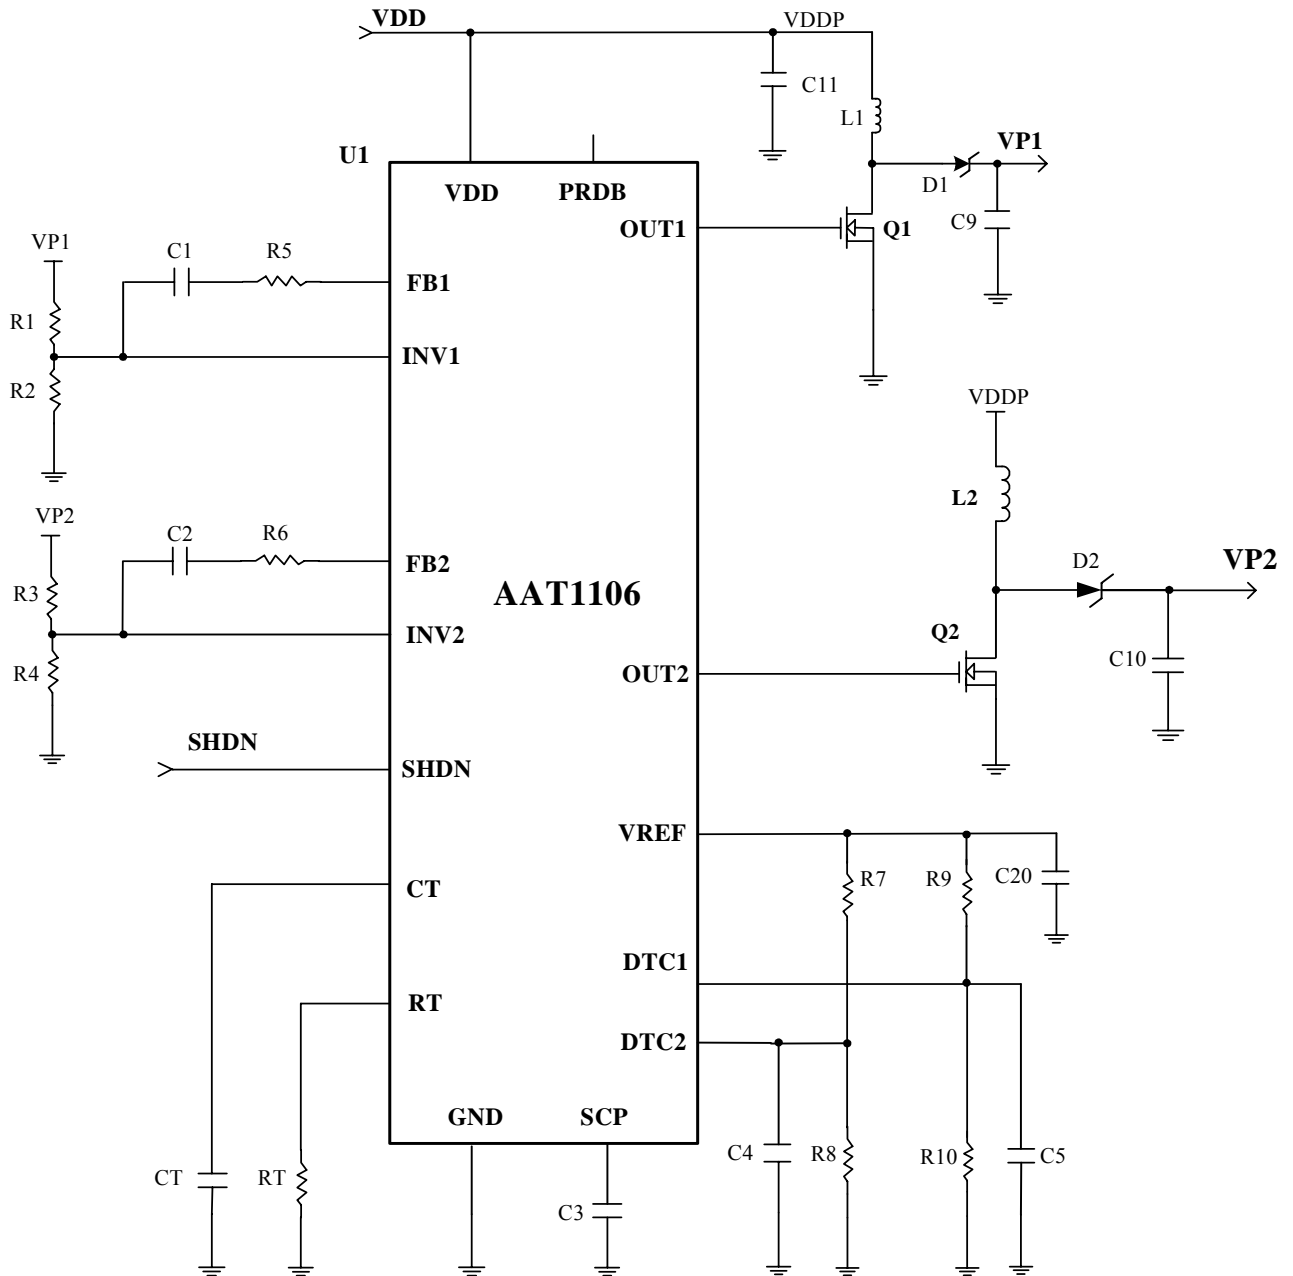 VDD
VDDP
C11
L1
U1
VP1
VDD
PRDB
D1
OUT1
Q1
C9
VP1
C1
R5
FB1
R1
INV1
R2
VDDP
L2
VP2
C2
R6
FB2
D2
VP2
R3
AAT1106
INV2
Q2
R4
OUT2
C10
SHDN
SHDN
VREF
CT
R7
R9
C20
DTC1
RT
DTC2
GND
SCP
CT
RT
C3
C4
R8
R10
C5